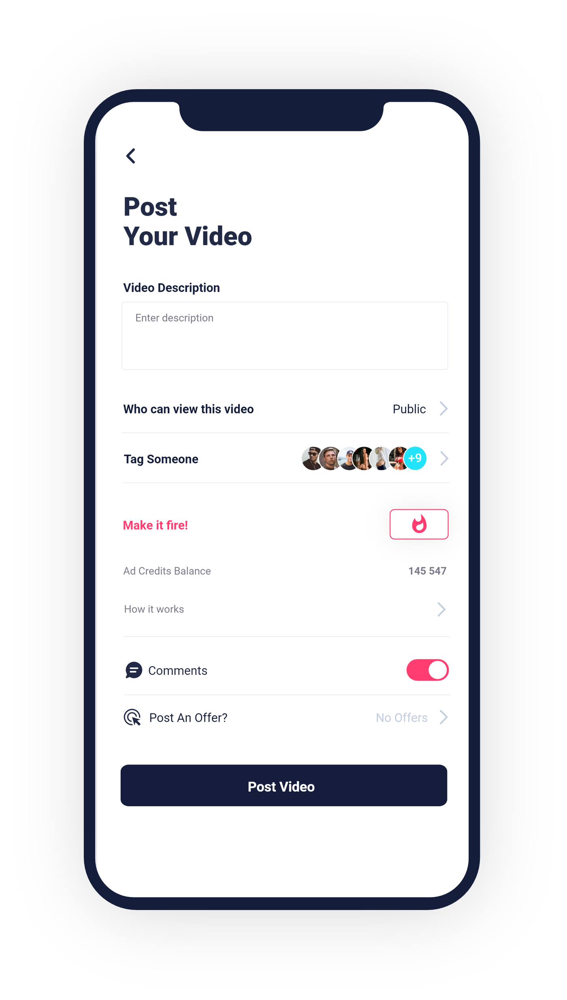 Post
Your Video
Video Description
Enter description
Who can view this video Public
Tag Someone +9
Make it fire!
Ad Credits Balance 145 547
How it works
Comments
Post An Offer? No Offers
Post Video